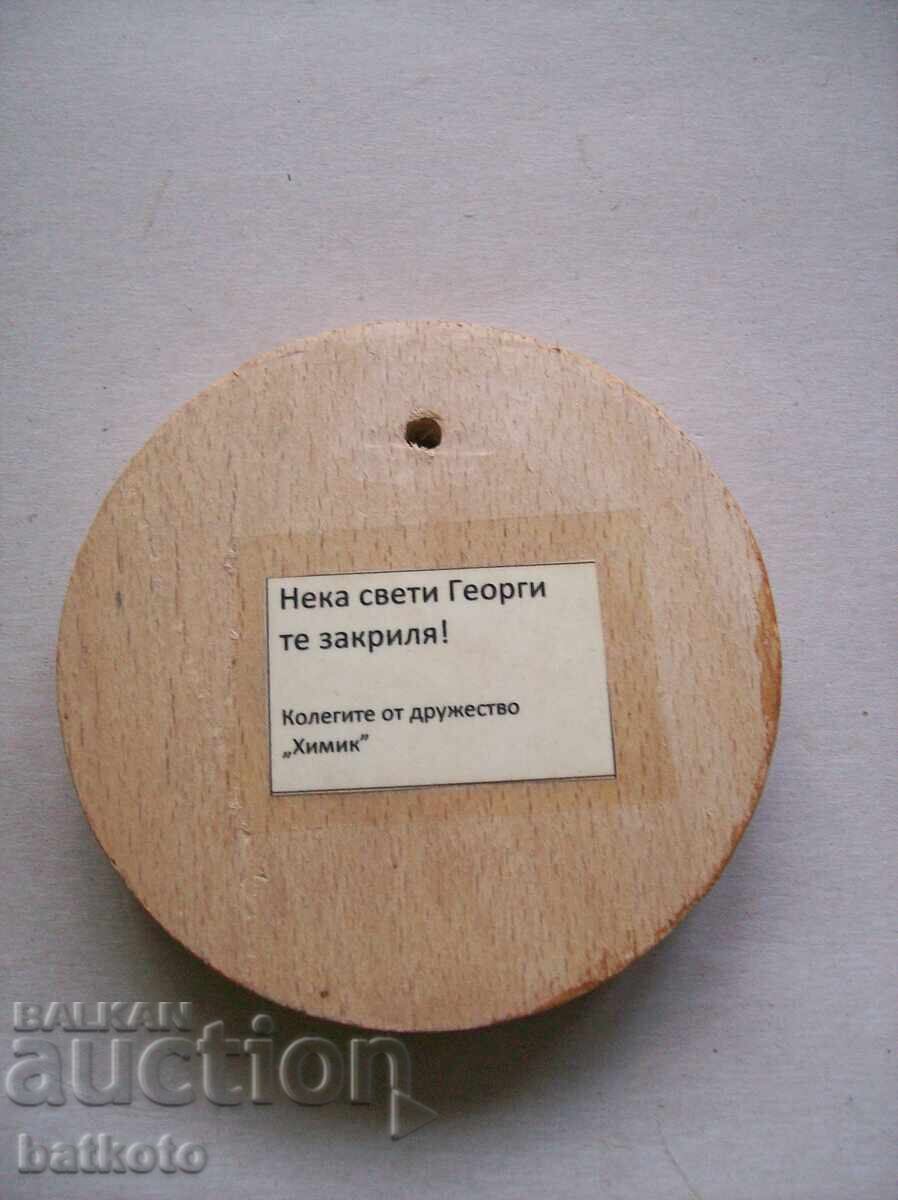 Нека свети Георги
те закриля!
Колегите от дружество
„Химик”
BALKAN
auction
batkoto